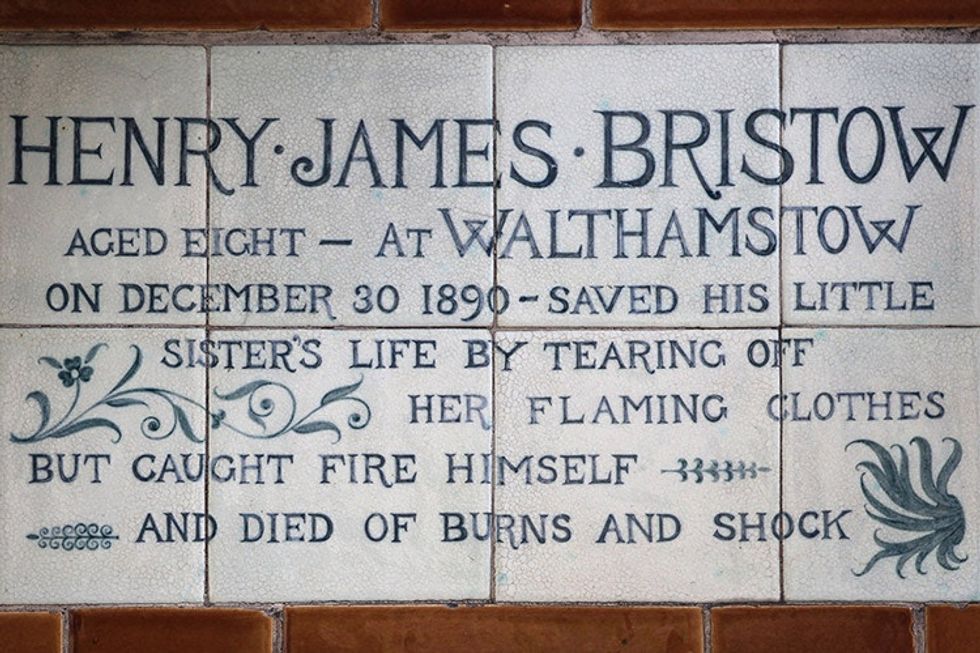 HENRY·JAMES·BRISTOW
AGED EIGHT – AT WALTHAMSTOW
ON DECEMBER 30 1890 – SAVED HIS LITTLE
SISTER'S LIFE BY TEARING OFF
HER FLAMING CLOTHES
BUT CAUGHT FIRE HIMSELF
AND DIED OF BURNS AND SHOCK